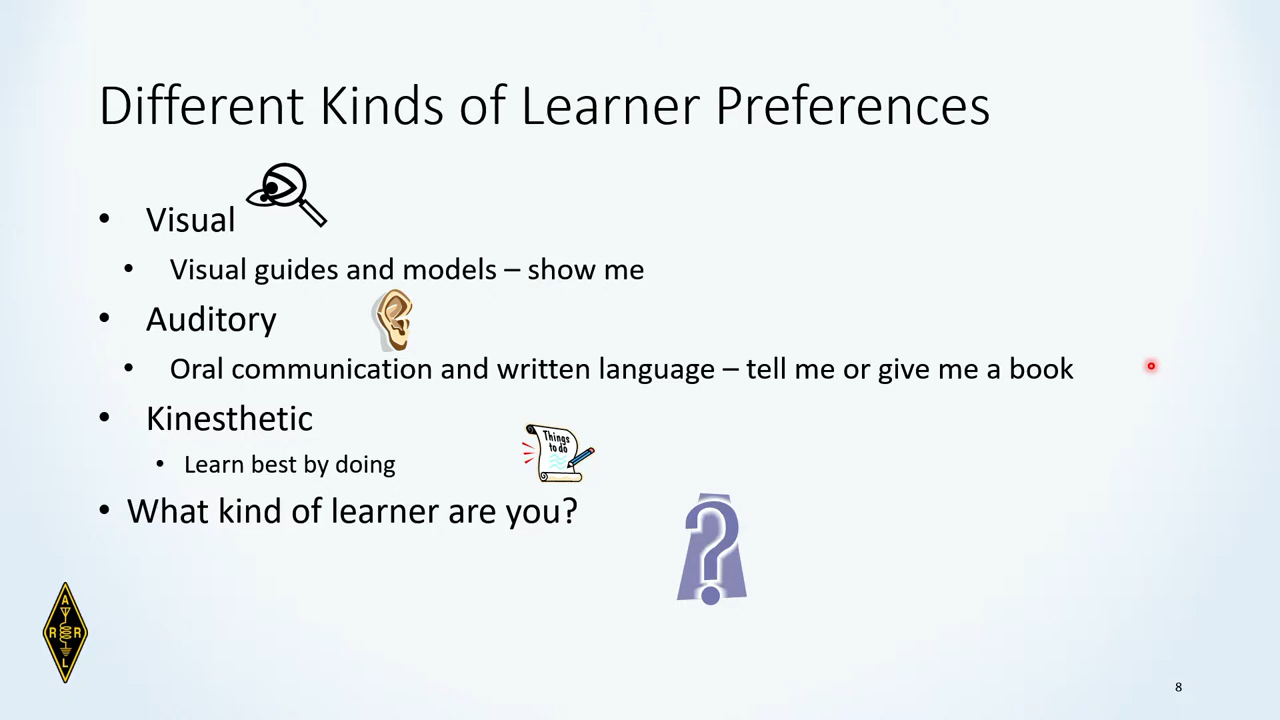 Different Kinds of Learner Preferences
• Visual
• Visual guides and models – show me
• Auditory
• Oral communication and written language – tell me or give me a book
• Kinesthetic
• Learn best by doing
Things
to do
• What kind of learner are you?
?
A
R R
L
8